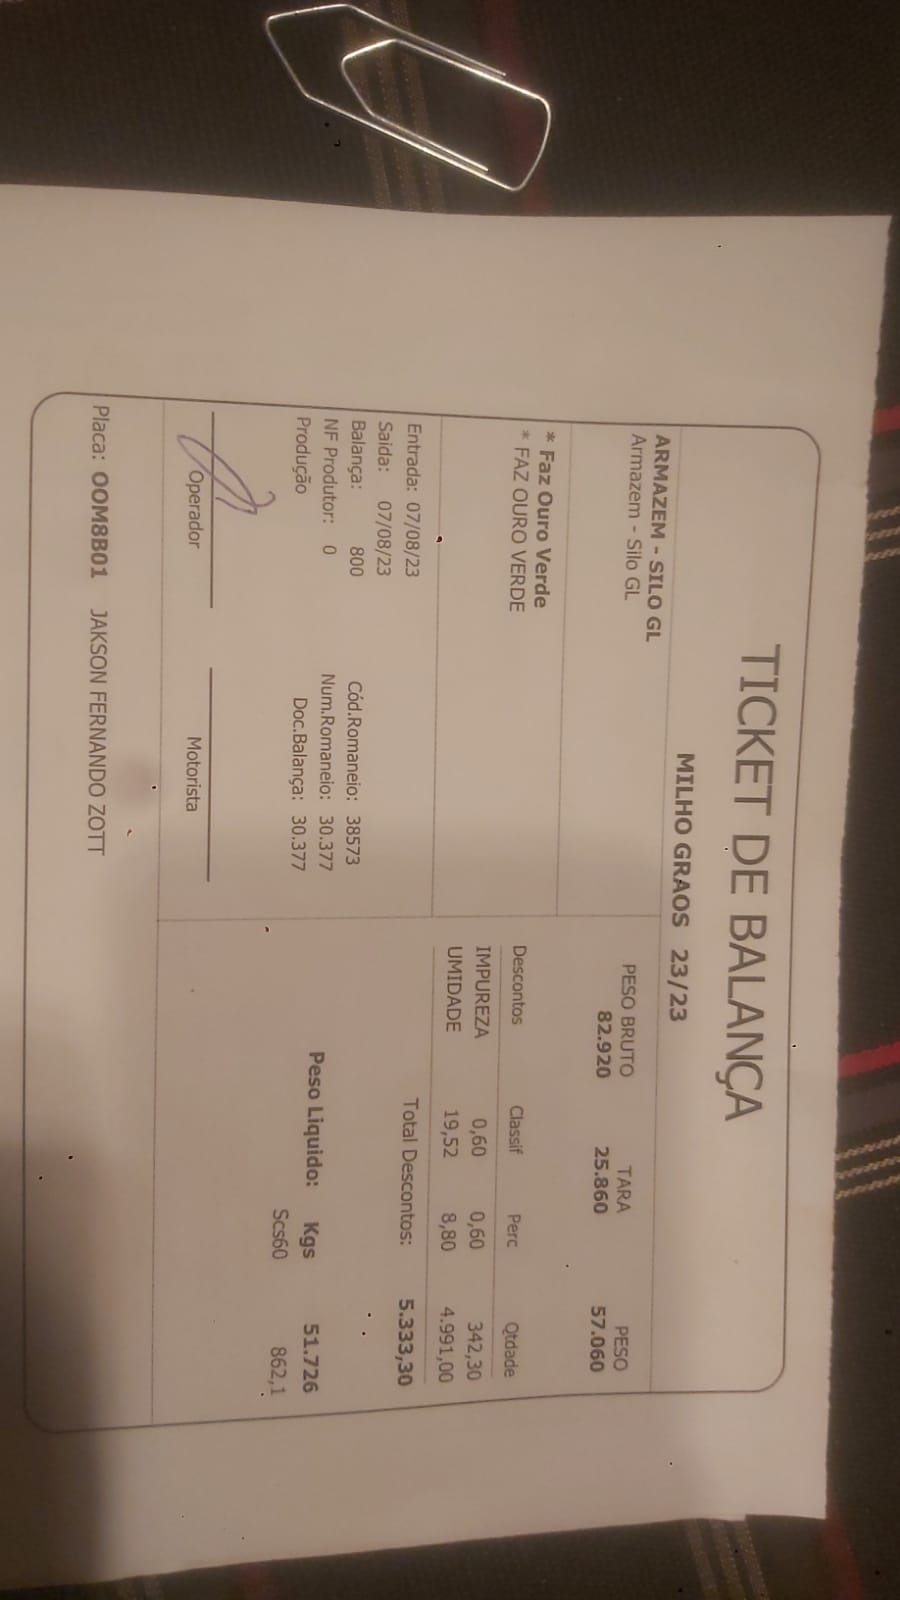 TICKET DE BALANÇA
MILHO GRAOS 23/23
ARMAZEM - SILO GL
Armazem - Silo GL
* Faz Ouro Verde
* FAZ OURO VERDE
Entrada: 07/08/23
Saida: 07/08/23
Balança: 800
NF Produtor: 0
Produção
Cód.Romaneio: 38573
Num.Romaneio: 30.377
Doc.Balança: 30.377
Operador
Motorista
PESO BRUTO TARA PESO
82.920 25.860 57.060
Descontos Classif Perc Qtdade
IMPUREZA 0,60 0,60 342,30
UMIDADE 19,52 8,80 4.991,00
Total Descontos: 5.333,30
Peso Liquido: Kgs 51.726
Scs60 862,1
Placa: OOM8B01 JAKSON FERNANDO ZOTT